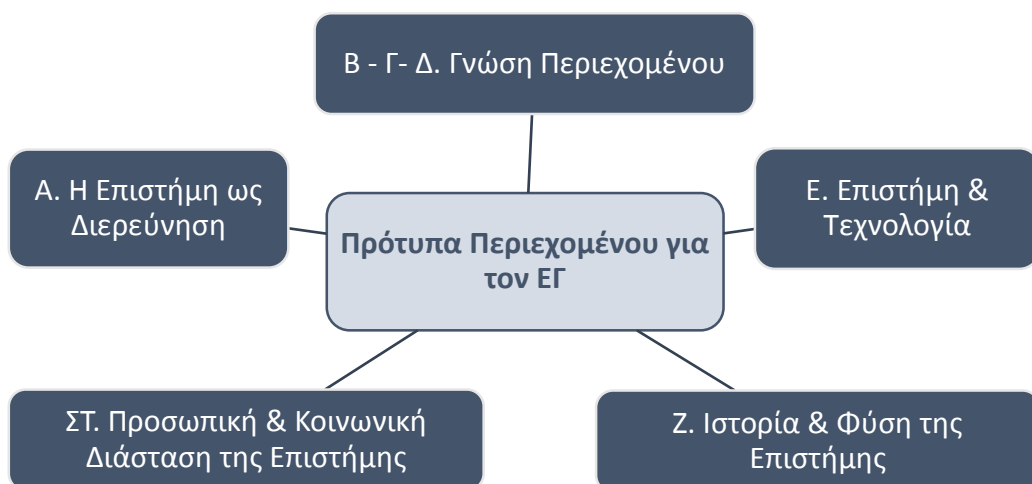 Β - Γ- Δ. Γνώση Περιεχομένου
Α. Η Επιστήμη ως
Διερεύνηση
Ε. Επιστήμη &
Τεχνολογία
Πρότυπα Περιεχομένου για
τον ΕΓ
ΣΤ. Προσωπική & Κοινωνική
Διάσταση της Επιστήμης
Ζ. Ιστορία & Φύση της
Επιστήμης